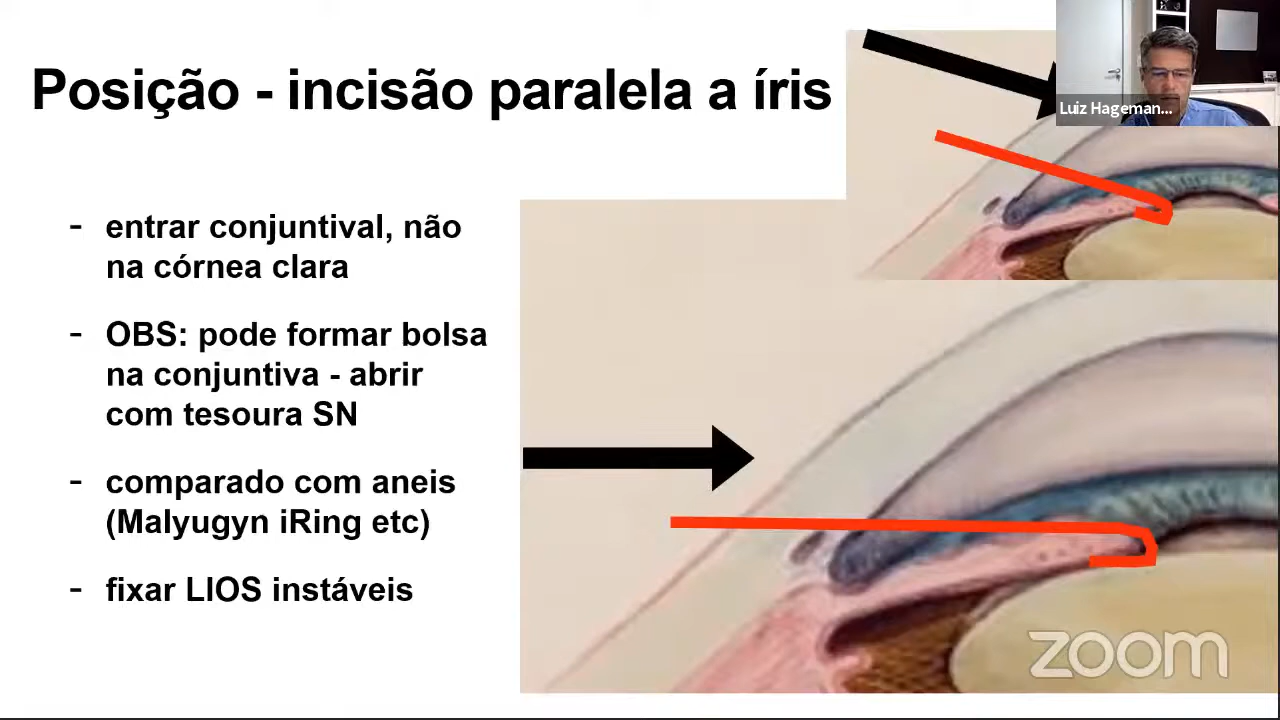 Posição - incisão paralela a íris
Luiz Hageman...
- entrar conjuntival, não
na córnea clara
- OBS: pode formar bolsa
na conjuntiva - abrir
com tesoura SN
- comparado com aneis
(Malyugyn iRing etc)
- fixar LIOS instáveis
zoom